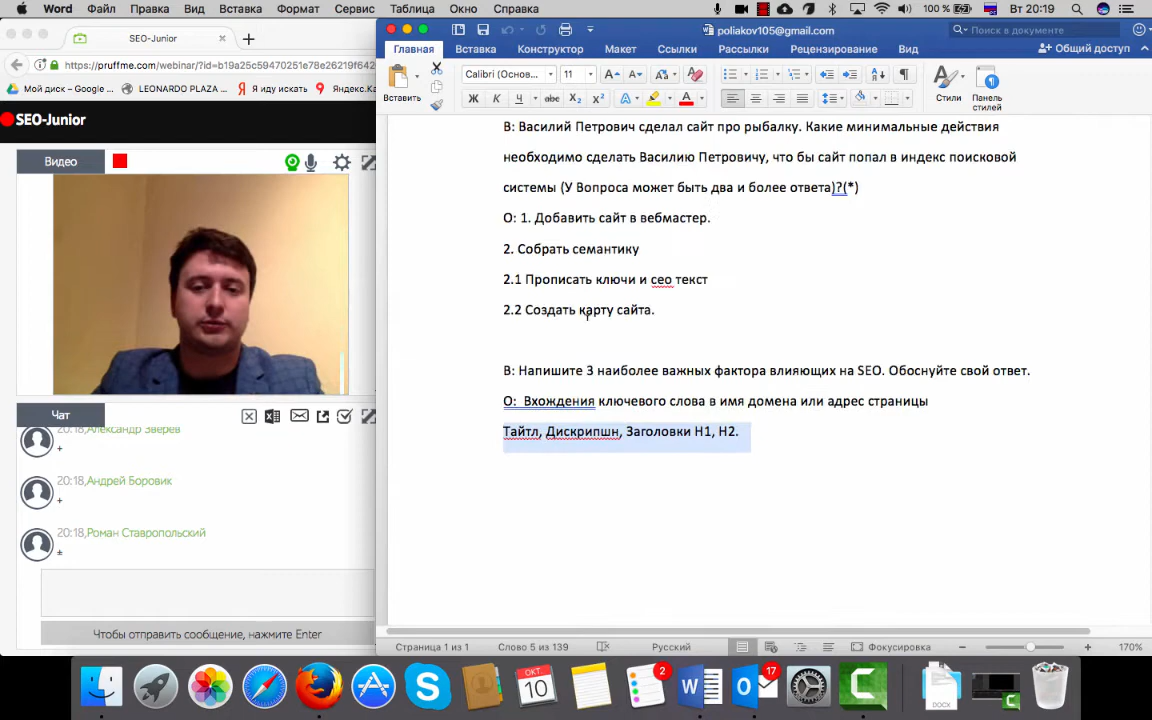 Word Файл Правка Вид Вставка Формат Сервис Таблица Окно Справка 100 % Вт 20:19
SEO-Junior
https://pruffme.com/webinar/?id=b19a25c59470251e78e26219f642
Мой диск – Google ... LEONARDO PLAZA ... Я ищу искать Яндекс.Ка
SEO-Junior
Видео
Чат
20:18,Александр Зверев
+
20:18,Андрей Боровик
+
20:18,Роман Ставропольский
±
Чтобы отправить сообщение, нажмите Enter
poliakov105@gmail.com
Поиск в документе
Главная Вставка Конструктор Макет Ссылки Рассылки Рецензирование Вид Общий доступ
Вставить
Calibri (Основ... 11
Ж К Ч abc X₂ X²
Стили
Панель стилей
В: Василий Петрович сделал сайт про рыбалку. Какие минимальные действия
необходимо сделать Василию Петровичу, что бы сайт попал в индекс поисковой
системы (У Вопроса может быть два и более ответа)?(*)
О: 1. Добавить сайт в вебмастер.
2. Собрать семантику
2.1 Прописать ключи и сео текст
2.2 Создать карту сайта.
В: Напишите 3 наиболее важных фактора влияющих на SEO. Обоснуйте свой ответ.
О: Вхождения ключевого слова в имя домена или адрес страницы
Тайтл, Дискрипшн, Заголовки H1, H2.
Страница 1 из 1 Слово 5 из 139 Русский Фокусировка 170%
ОКТ
10
2
17
DOCX